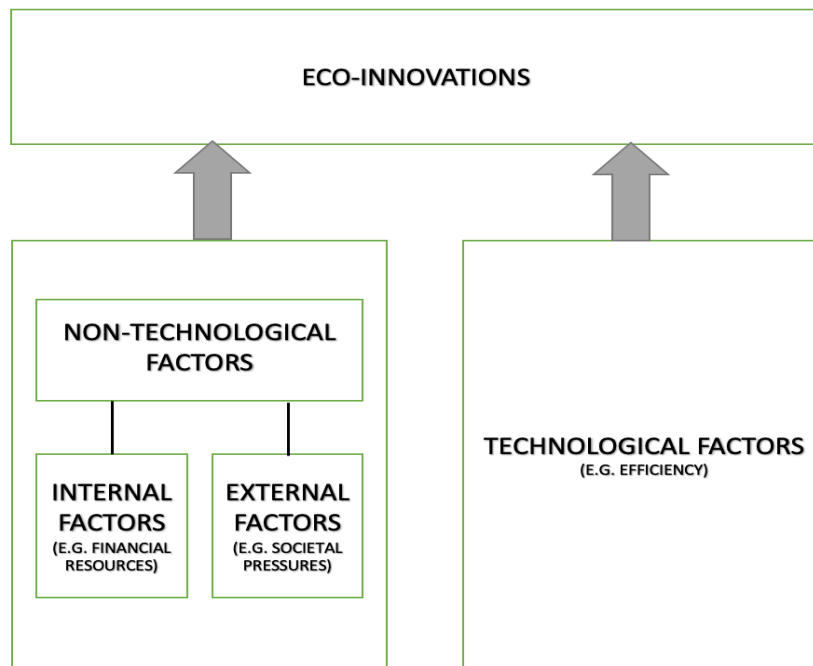 ECO-INNOVATIONS
NON-TECHNOLOGICAL
FACTORS
INTERNAL
FACTORS
(E.G. FINANCIAL
RESOURCES)
EXTERNAL
FACTORS
(E.G. SOCIETAL
PRESSURES)
TECHNOLOGICAL FACTORS
(E.G. EFFICIENCY)